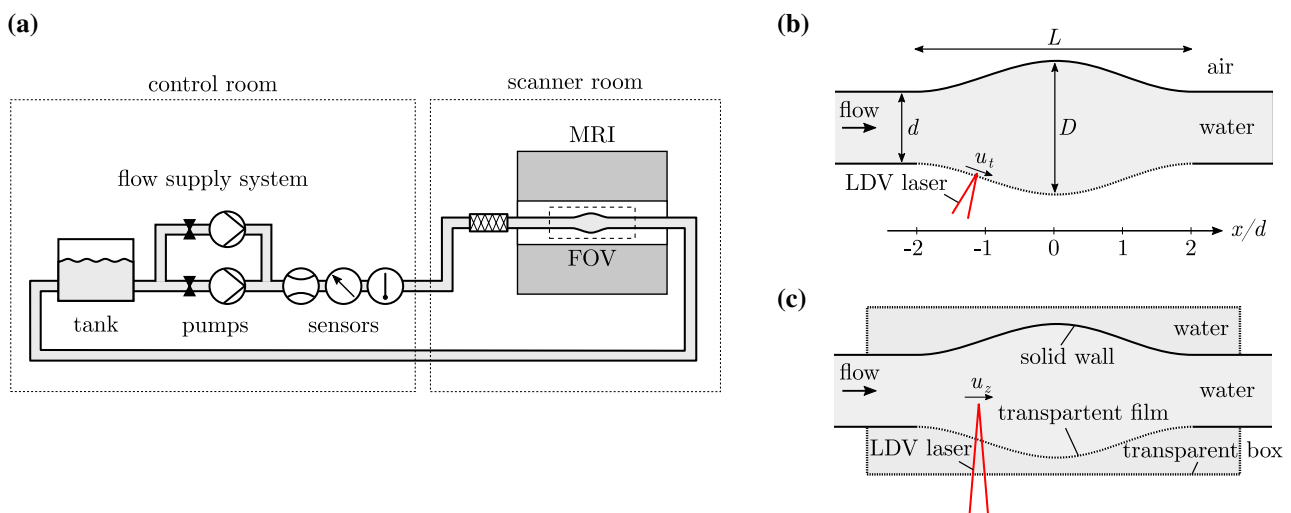 (a)
control room
scanner room
MRI
flow supply system
FOV
tank
pumps
sensors
(b)
L
air
flow
d
D
water
u_t
LDV laser
x/d
-2
-1
0
1
2
(c)
water
solid wall
flow
u_z
water
transpartent film
LDV laser
transparent box